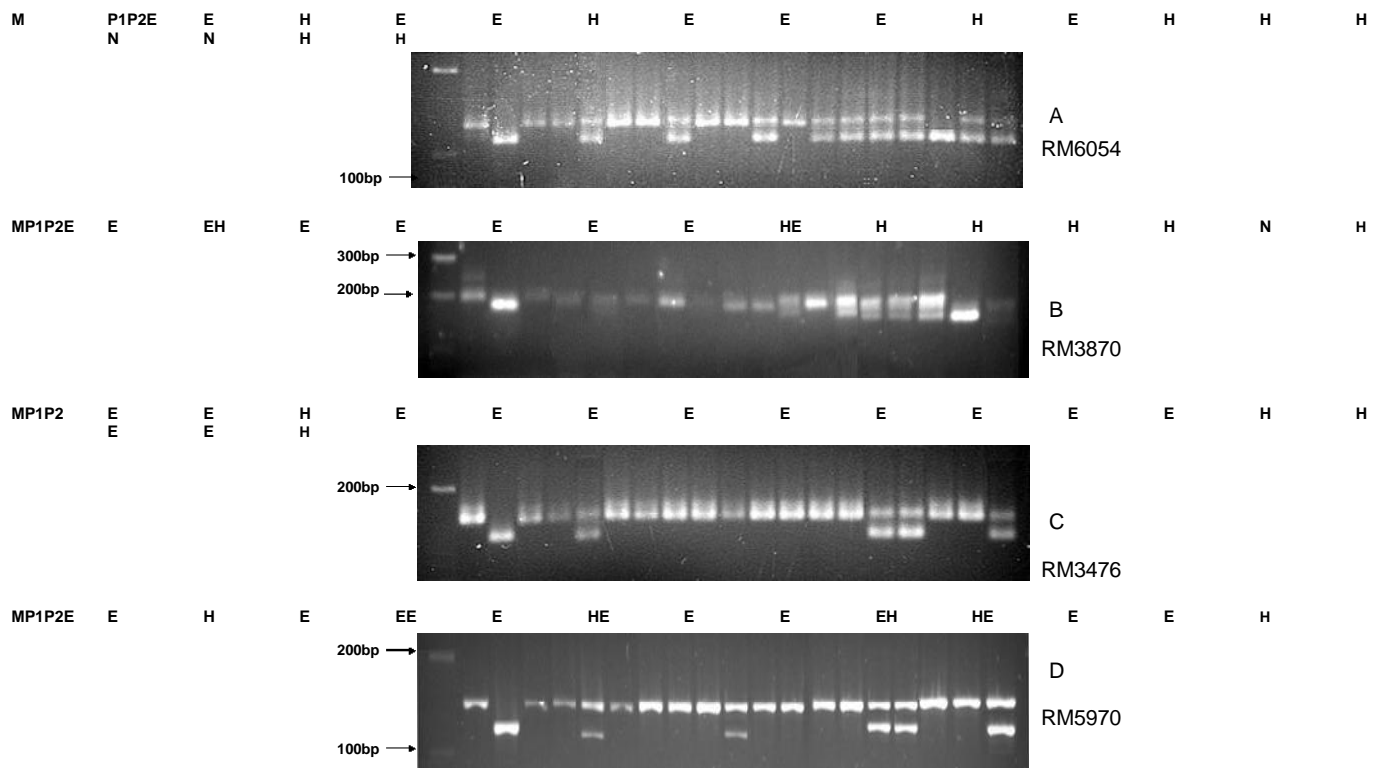 M P1P2E E H E E H E E E H E H H H
N N H H
A
RM6054
100bp
MP1P2E E EH E E E E E HE H H H H N H
300bp
200bp
B
RM3870
MP1P2 E E H E E E E E E E E E H H
E E H
200bp
C
RM3476
MP1P2E E H E EE E HE E E EH HE E E H
200bp
D
RM5970
100bp